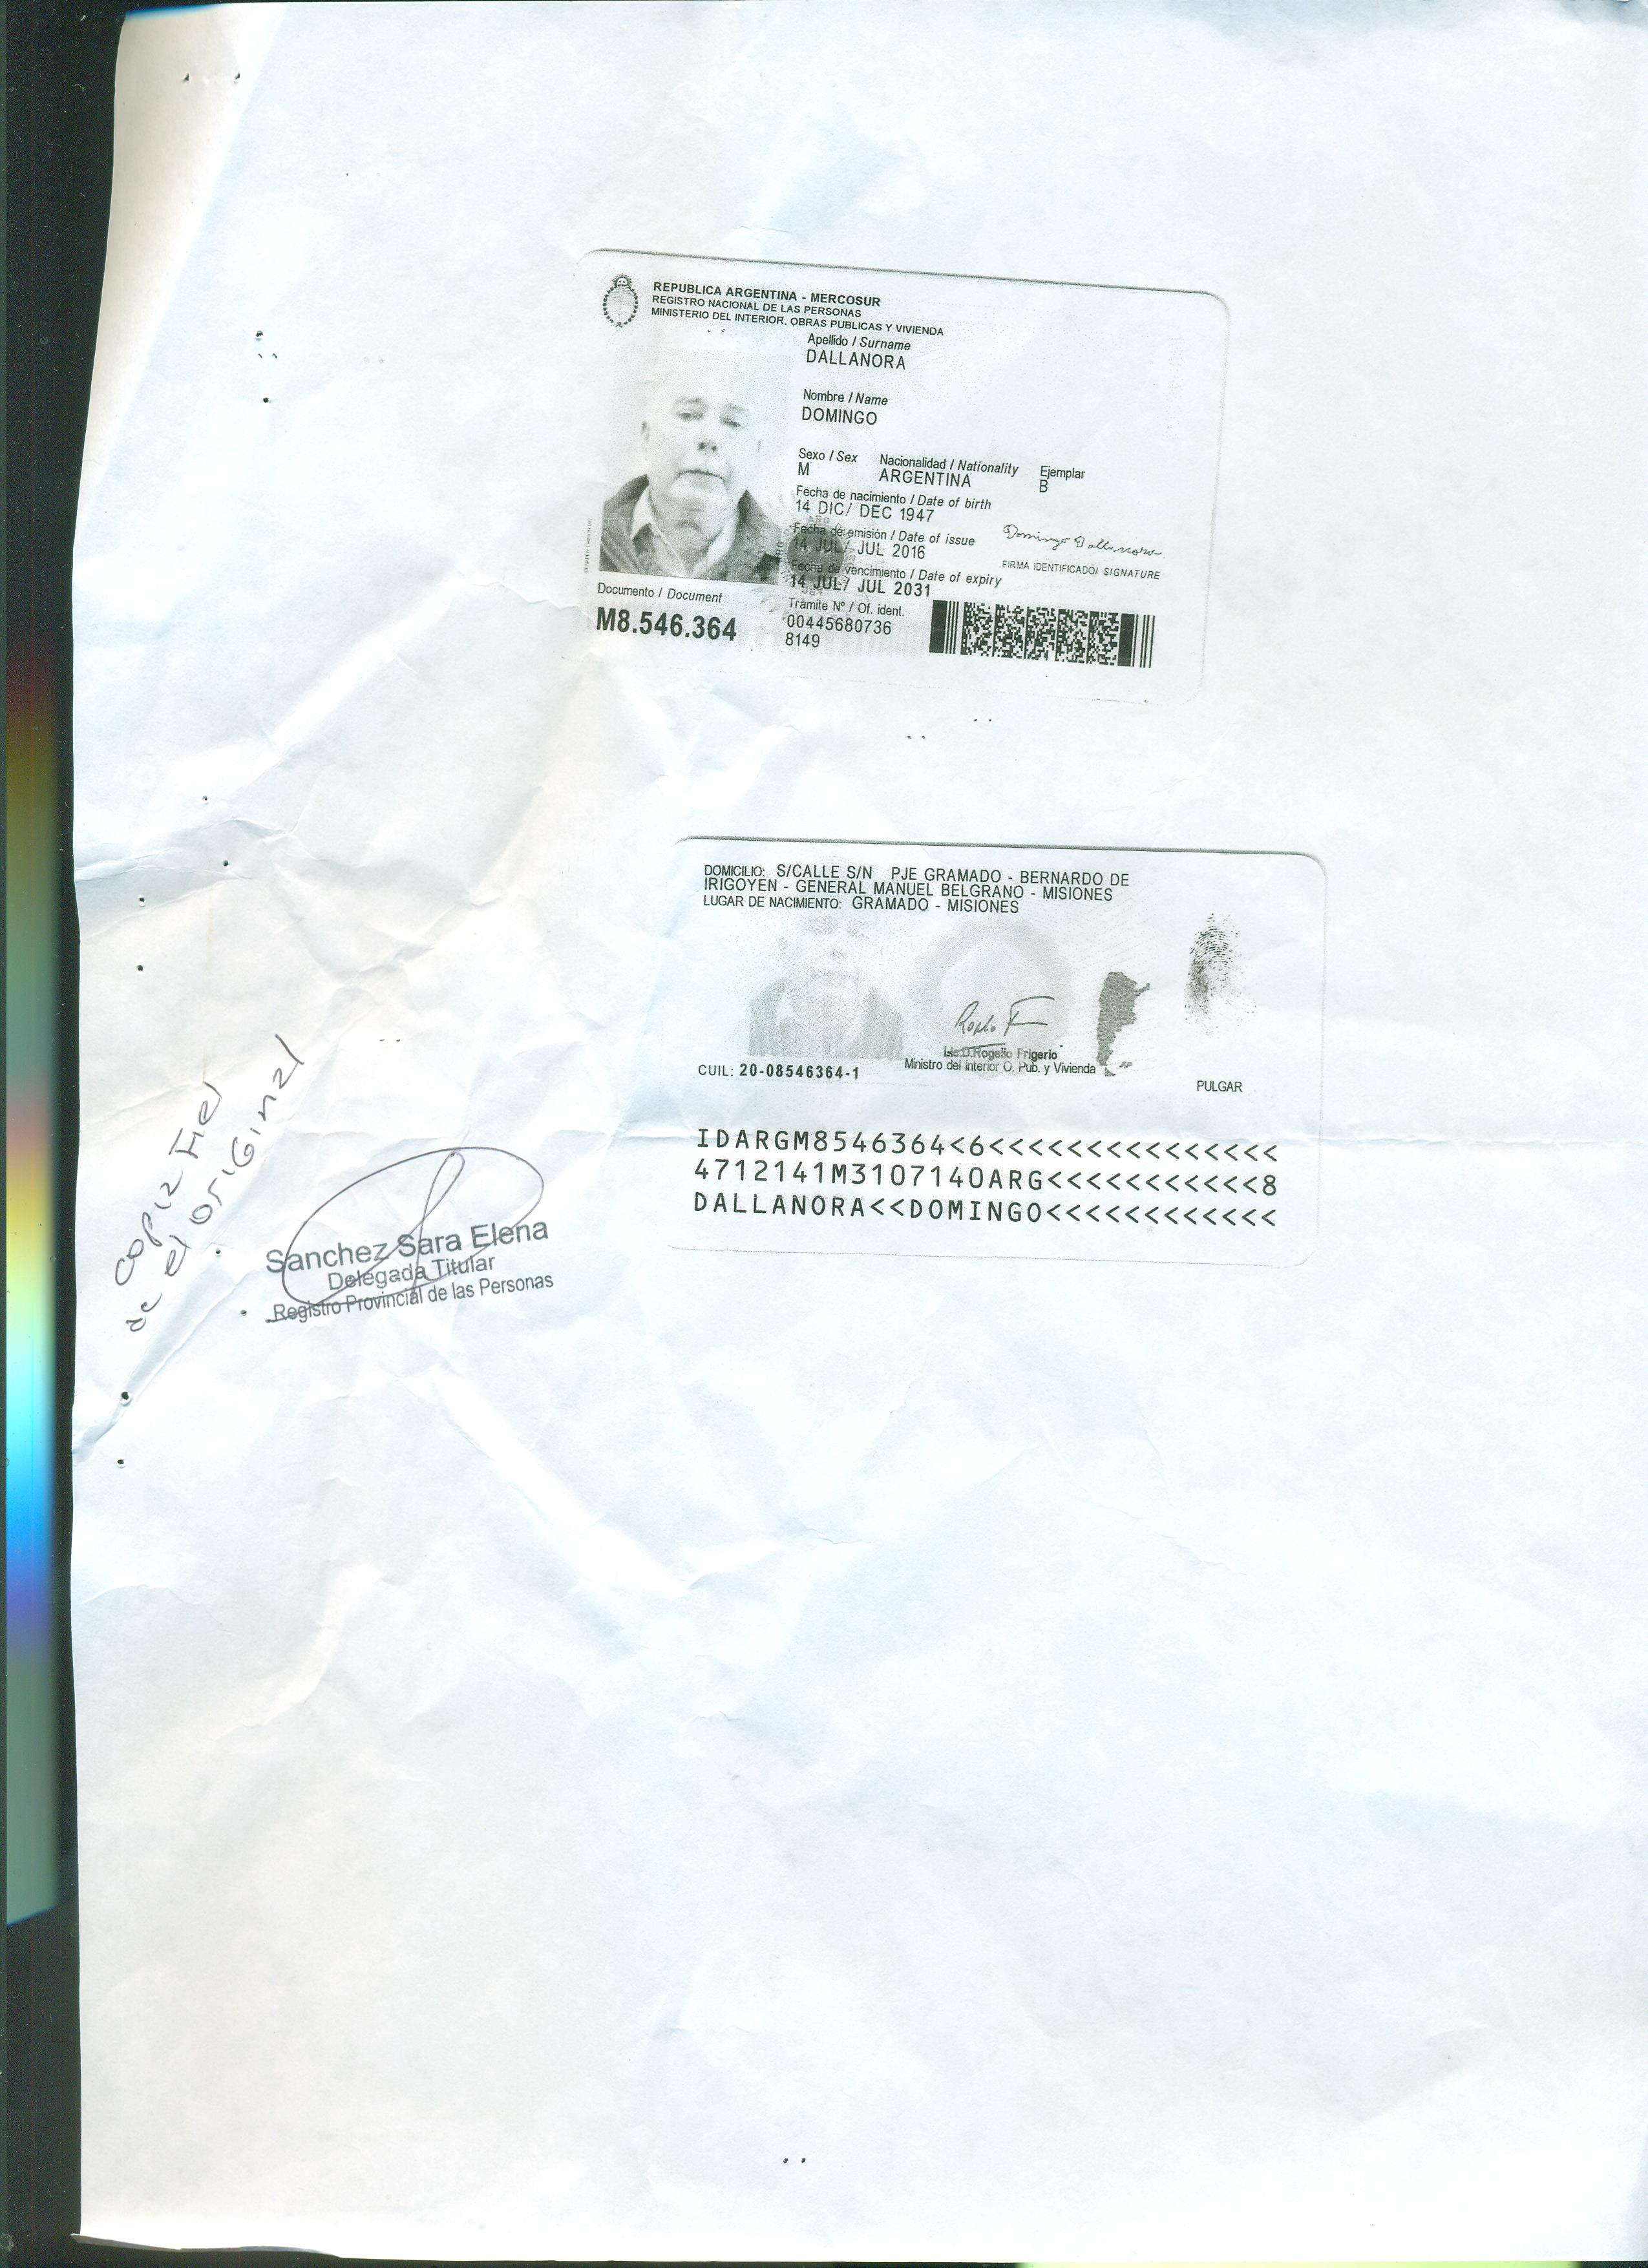 REPUBLICA ARGENTINA - MERCOSUR
REGISTRO NACIONAL DE LAS PERSONAS
MINISTERIO DEL INTERIOR, OBRAS PUBLICAS Y VIVIENDA
Apellido / Surname
DALLANORA
Nombre / Name
DOMINGO
Sexo / Sex Nacionalidad / Nationality Ejemplar
M ARGENTINA B
Fecha de nacimiento / Date of birth
14 DIC/ DEC 1947
Fecha de emisión / Date of issue
14 JUL/ JUL 2016
Domingo Dallanora
FIRMA IDENTIFICADO/ SIGNATURE
Fecha de vencimiento / Date of expiry
14 JUL/ JUL 2031
Documento / Document
M8.546.364
Trámite Nº / Of. ident.
00445680736
8149
DOMICILIO: S/CALLE S/N PJE GRAMADO - BERNARDO DE
IRIGOYEN - GENERAL MANUEL BELGRANO - MISIONES
LUGAR DE NACIMIENTO: GRAMADO - MISIONES
Lic.D.Rogelio Frigerio
Ministro del Interior O. Pub. y Vivienda
CUIL: 20-08546364-1
PULGAR
IDARGM8546364<6<<<<<<<<<<<<<<<
4712141M3107140ARG<<<<<<<<<<<8
DALLANORA<<DOMINGO<<<<<<<<<<<<
copia Fiel
de el original
Sanchez Sara Elena
Delegada Titular
Registro Provincial de las Personas